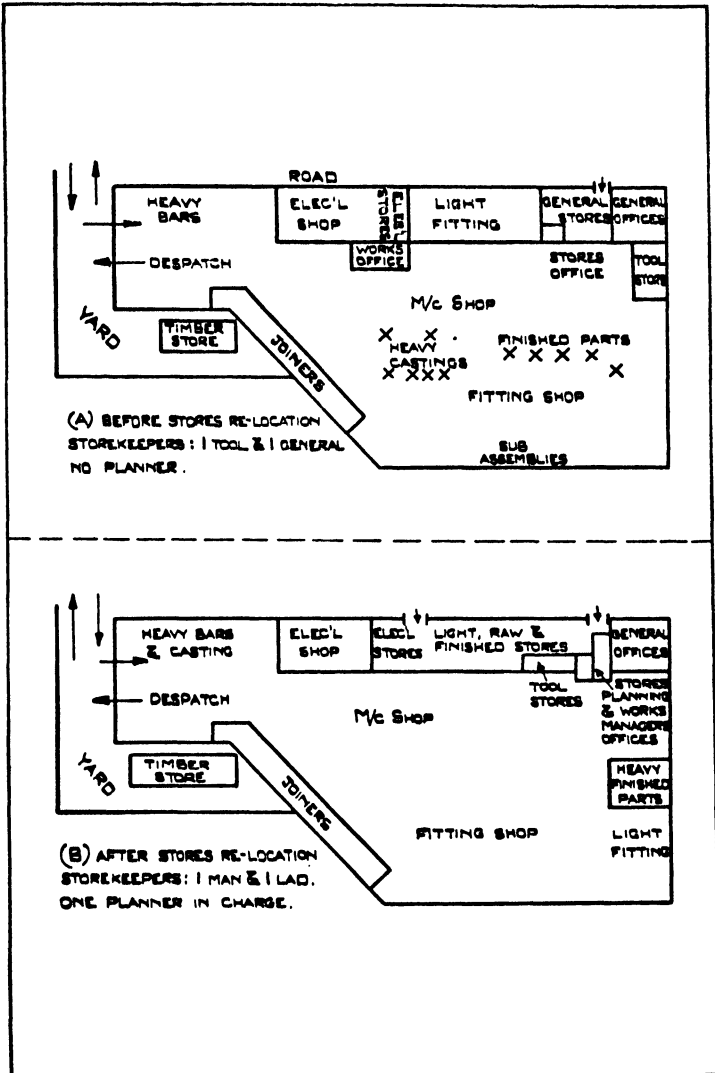 ROAD
HEAVY
BARS
ELEC'L
SHOP
ELEC'L
STORES
LIGHT
FITTING
GENERAL
STORES
GENERAL
OFFICES
DESPATCH
WORKS
OFFICE
STORES
OFFICE
TOOL
STORE
M/C SHOP
YARD
TIMBER
STORE
JOINERS
HEAVY
CASTINGS
FINISHED PARTS
FITTING SHOP
(A) BEFORE STORES RE-LOCATION
STOREKEEPERS: 1 TOOL & 1 GENERAL
NO PLANNER.
SUB
ASSEMBLIES
HEAVY BARS
& CASTING
ELEC'L
SHOP
ELEC'L
STORES
LIGHT, RAW &
FINISHED STORES
GENERAL
OFFICES
DESPATCH
TOOL
STORES
STORES
PLANNING
& WORKS
MANAGERS
OFFICES
M/C SHOP
YARD
TIMBER
STORE
JOINERS
HEAVY
FINISHED
PARTS
FITTING SHOP
LIGHT
FITTING
(B) AFTER STORES RE-LOCATION
STOREKEEPERS: 1 MAN & 1 LAD.
ONE PLANNER IN CHARGE.